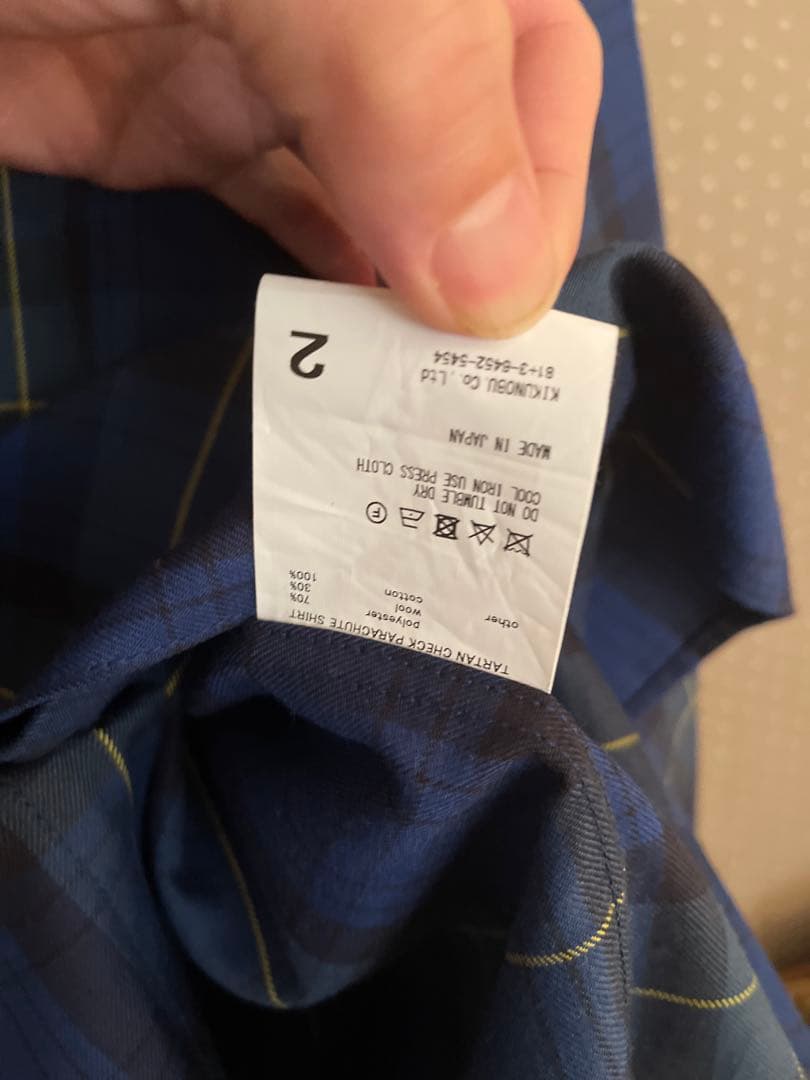 TARTAN CHECK PARACHUTE SHIRT
polyester 70%
wool 30%
other cotton 100%
F
DO NOT TUMBLE DRY
COOL IRON USE PRESS CLOTH
MADE IN JAPAN
KIKUNOBU.Co.,Ltd
81+3-6452-5454
2